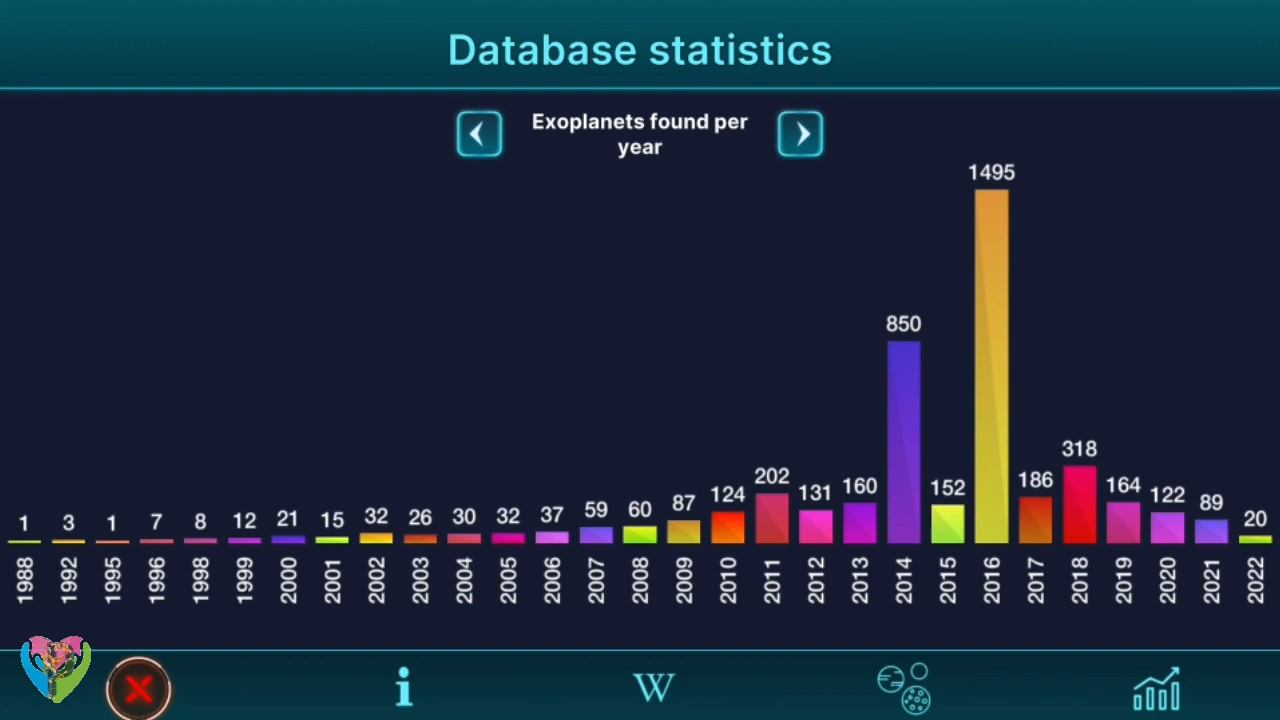 Database statistics
Exoplanets found per
year
1 3 1 7 8 12 21 15 32 26 30 32 37 59 60 87 124 202 131 160 850 152 1495 186 318 164 122 89 20
1988 1992 1995 1996 1998 1999 2000 2001 2002 2003 2004 2005 2006 2007 2008 2009 2010 2011 2012 2013 2014 2015 2016 2017 2018 2019 2020 2021 2022
i W